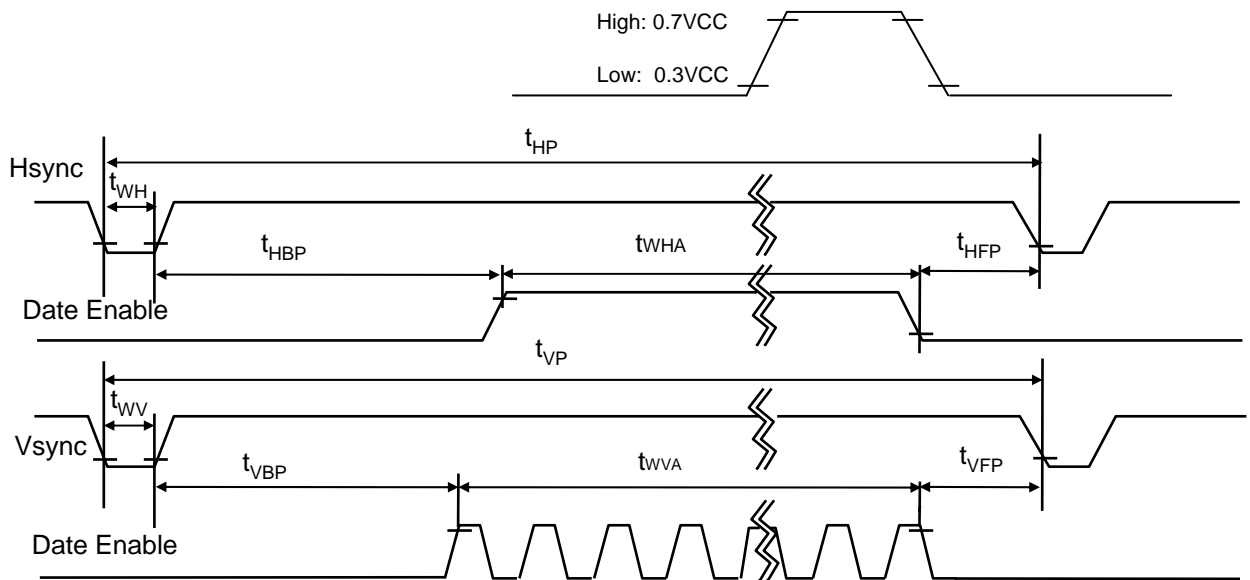 High: 0.7VCC
Low: 0.3VCC
tHP
Hsync
tWH
tHBP
tWHA
tHFP
Date Enable
tVP
tWV
Vsync
tVBP
tWVA
tVFP
Date Enable